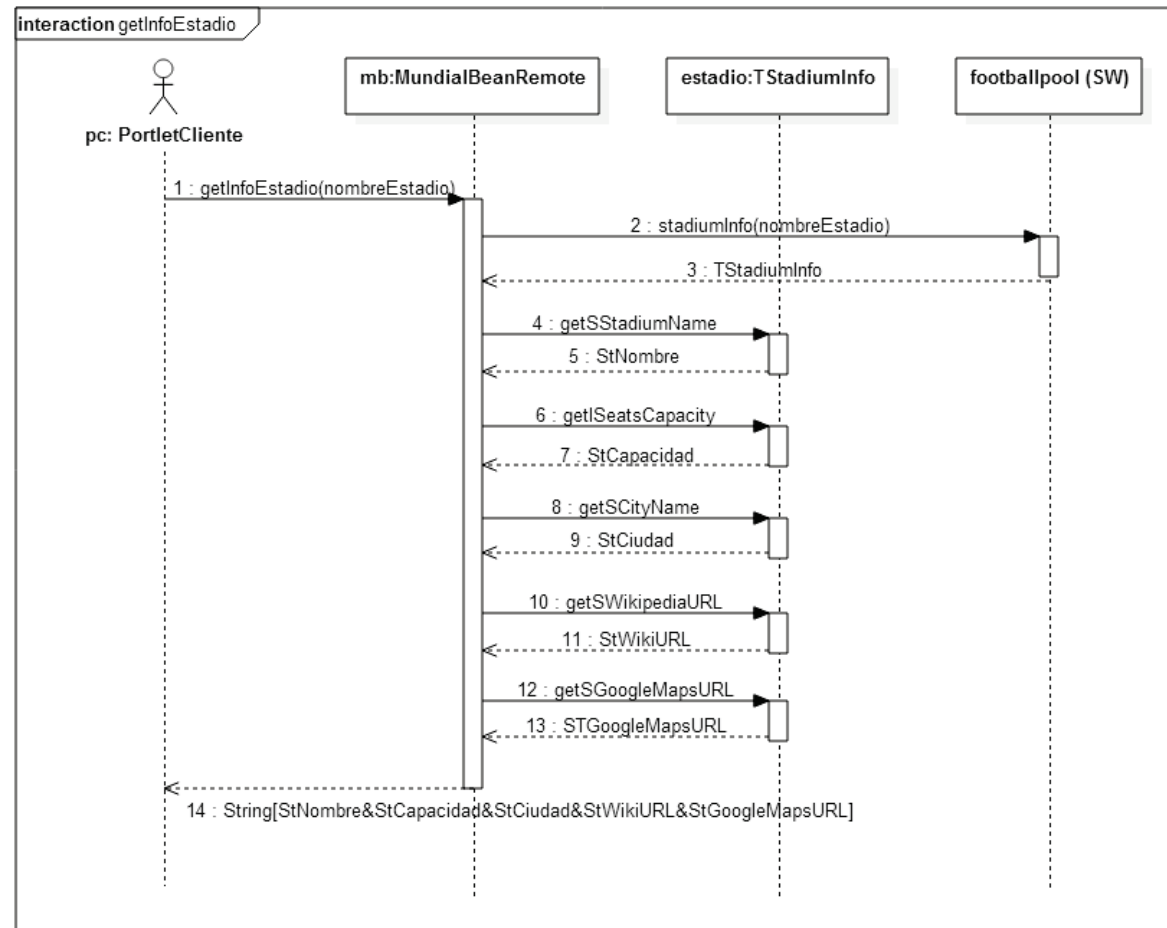 interaction getInfoEstadio
mb:MundialBeanRemote
estadio:TStadiumInfo
footballpool (SW)
pc: PortletCliente
1 : getInfoEstadio(nombreEstadio)
2 : stadiumInfo(nombreEstadio)
3 : TStadiumInfo
4 : getSStadiumName
5 : StNombre
6 : getISeatsCapacity
7 : StCapacidad
8 : getSCityName
9 : StCiudad
10 : getSWikipediaURL
11 : StWikiURL
12 : getSGoogleMapsURL
13 : STGoogleMapsURL
14 : String[StNombre&StCapacidad&StCiudad&StWikiURL&StGoogleMapsURL]